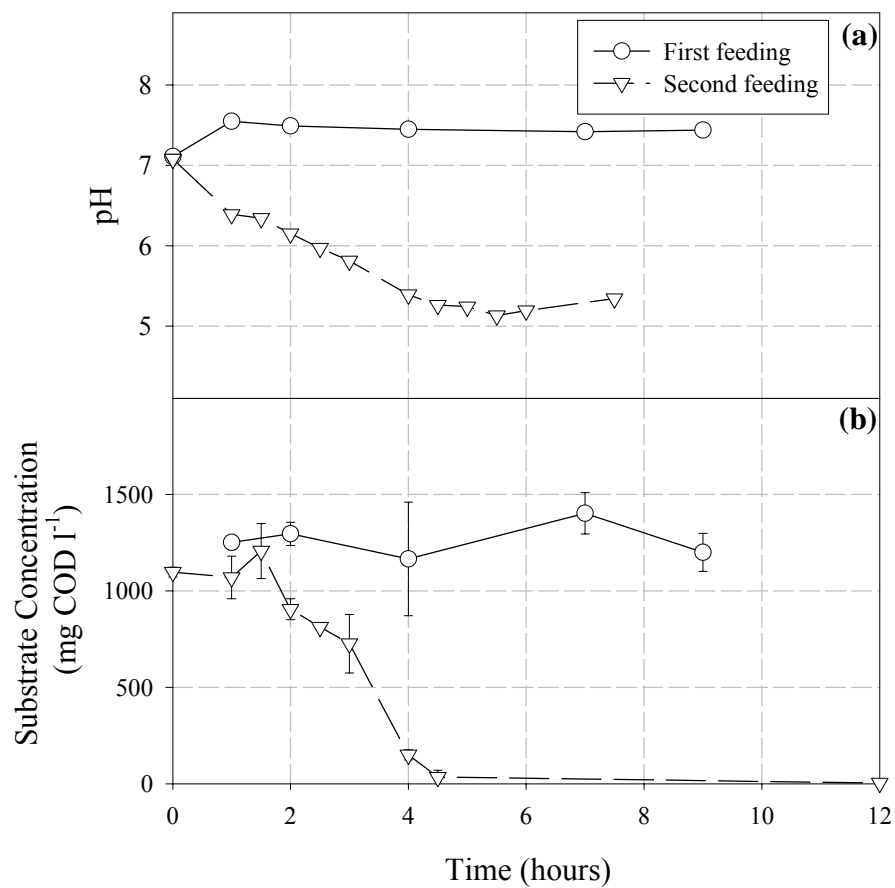 (a)
First feeding
Second feeding
8
7
6
5
pH
(b)
1500
1000
500
0
Substrate Concentration
(mg COD l⁻¹)
0 2 4 6 8 10 12
Time (hours)